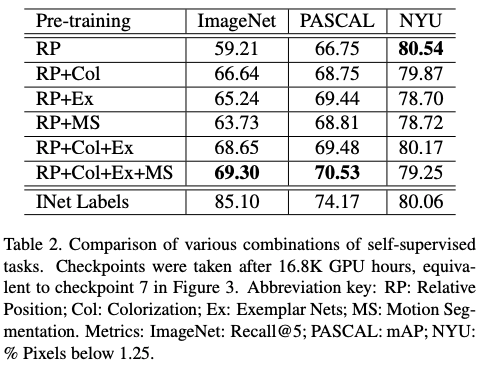 Pre-training ImageNet PASCAL NYU
RP 59.21 66.75 80.54
RP+Col 66.64 68.75 79.87
RP+Ex 65.24 69.44 78.70
RP+MS 63.73 68.81 78.72
RP+Col+Ex 68.65 69.48 80.17
RP+Col+Ex+MS 69.30 70.53 79.25
INet Labels 85.10 74.17 80.06
Table 2. Comparison of various combinations of self-supervised
tasks. Checkpoints were taken after 16.8K GPU hours, equiva-
lent to checkpoint 7 in Figure 3. Abbreviation key: RP: Relative
Position; Col: Colorization; Ex: Exemplar Nets; MS: Motion Seg-
mentation. Metrics: ImageNet: Recall@5; PASCAL: mAP; NYU:
% Pixels below 1.25.